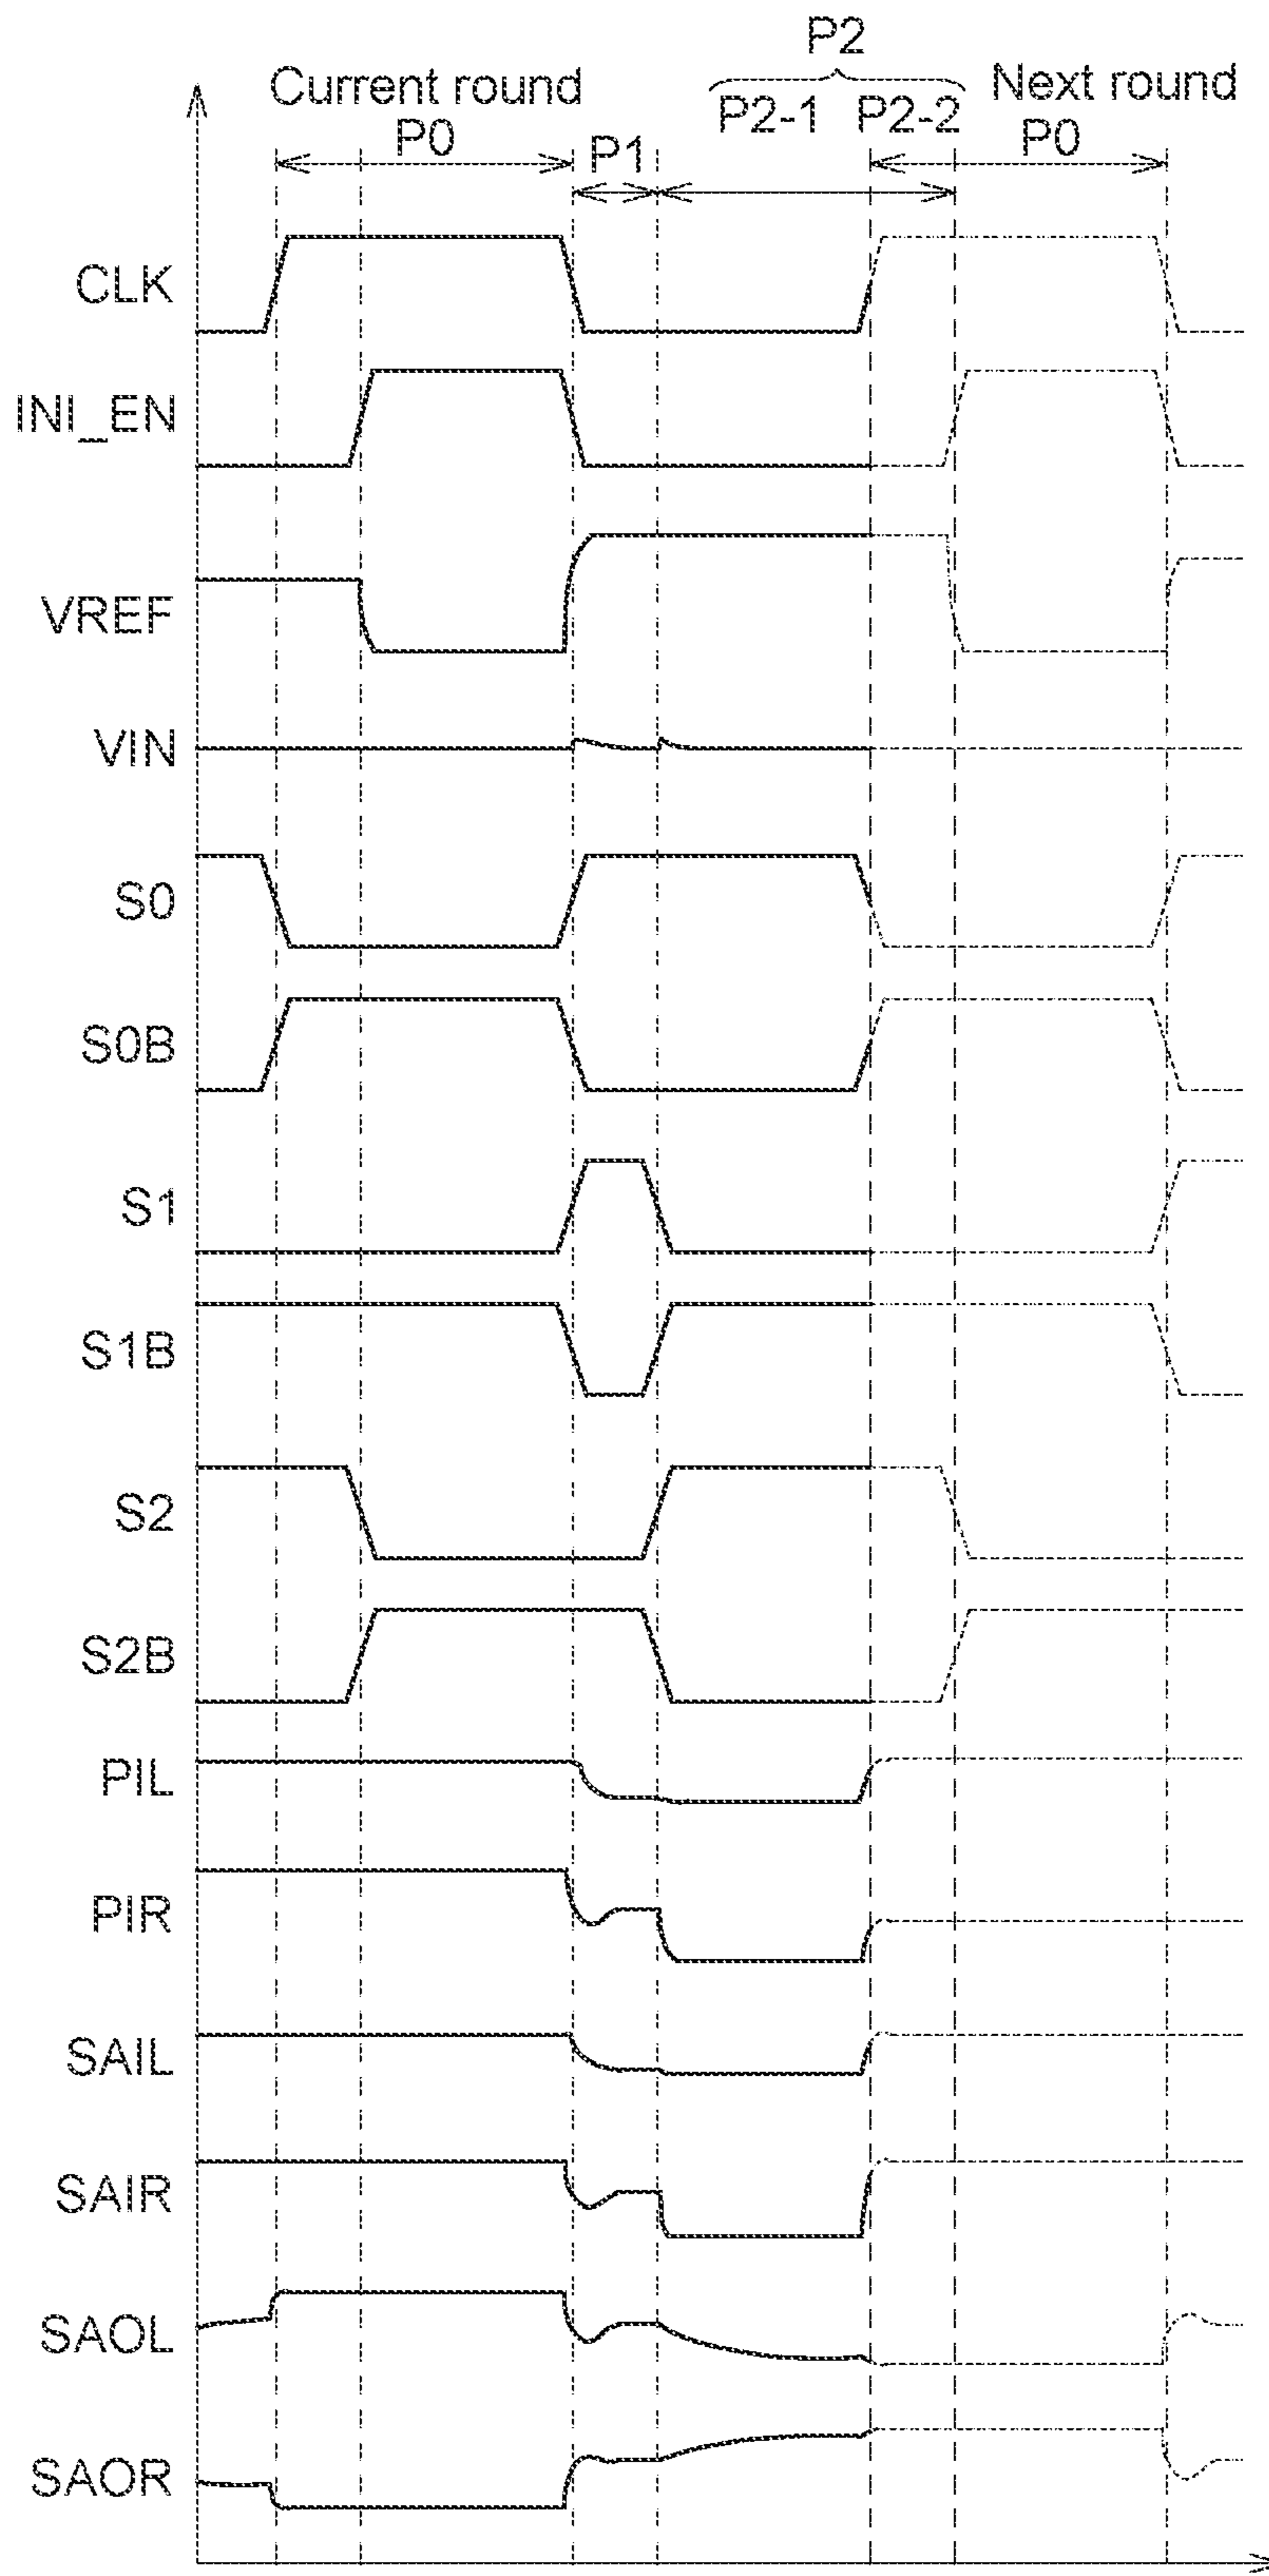 P2
Current round
P2-1
P2-2
Next round
P0
P1
P0
CLK
INI_EN
VREF
VIN
S0
S0B
S1
S1B
S2
S2B
PIL
PIR
SAIL
SAIR
SAOL
SAOR